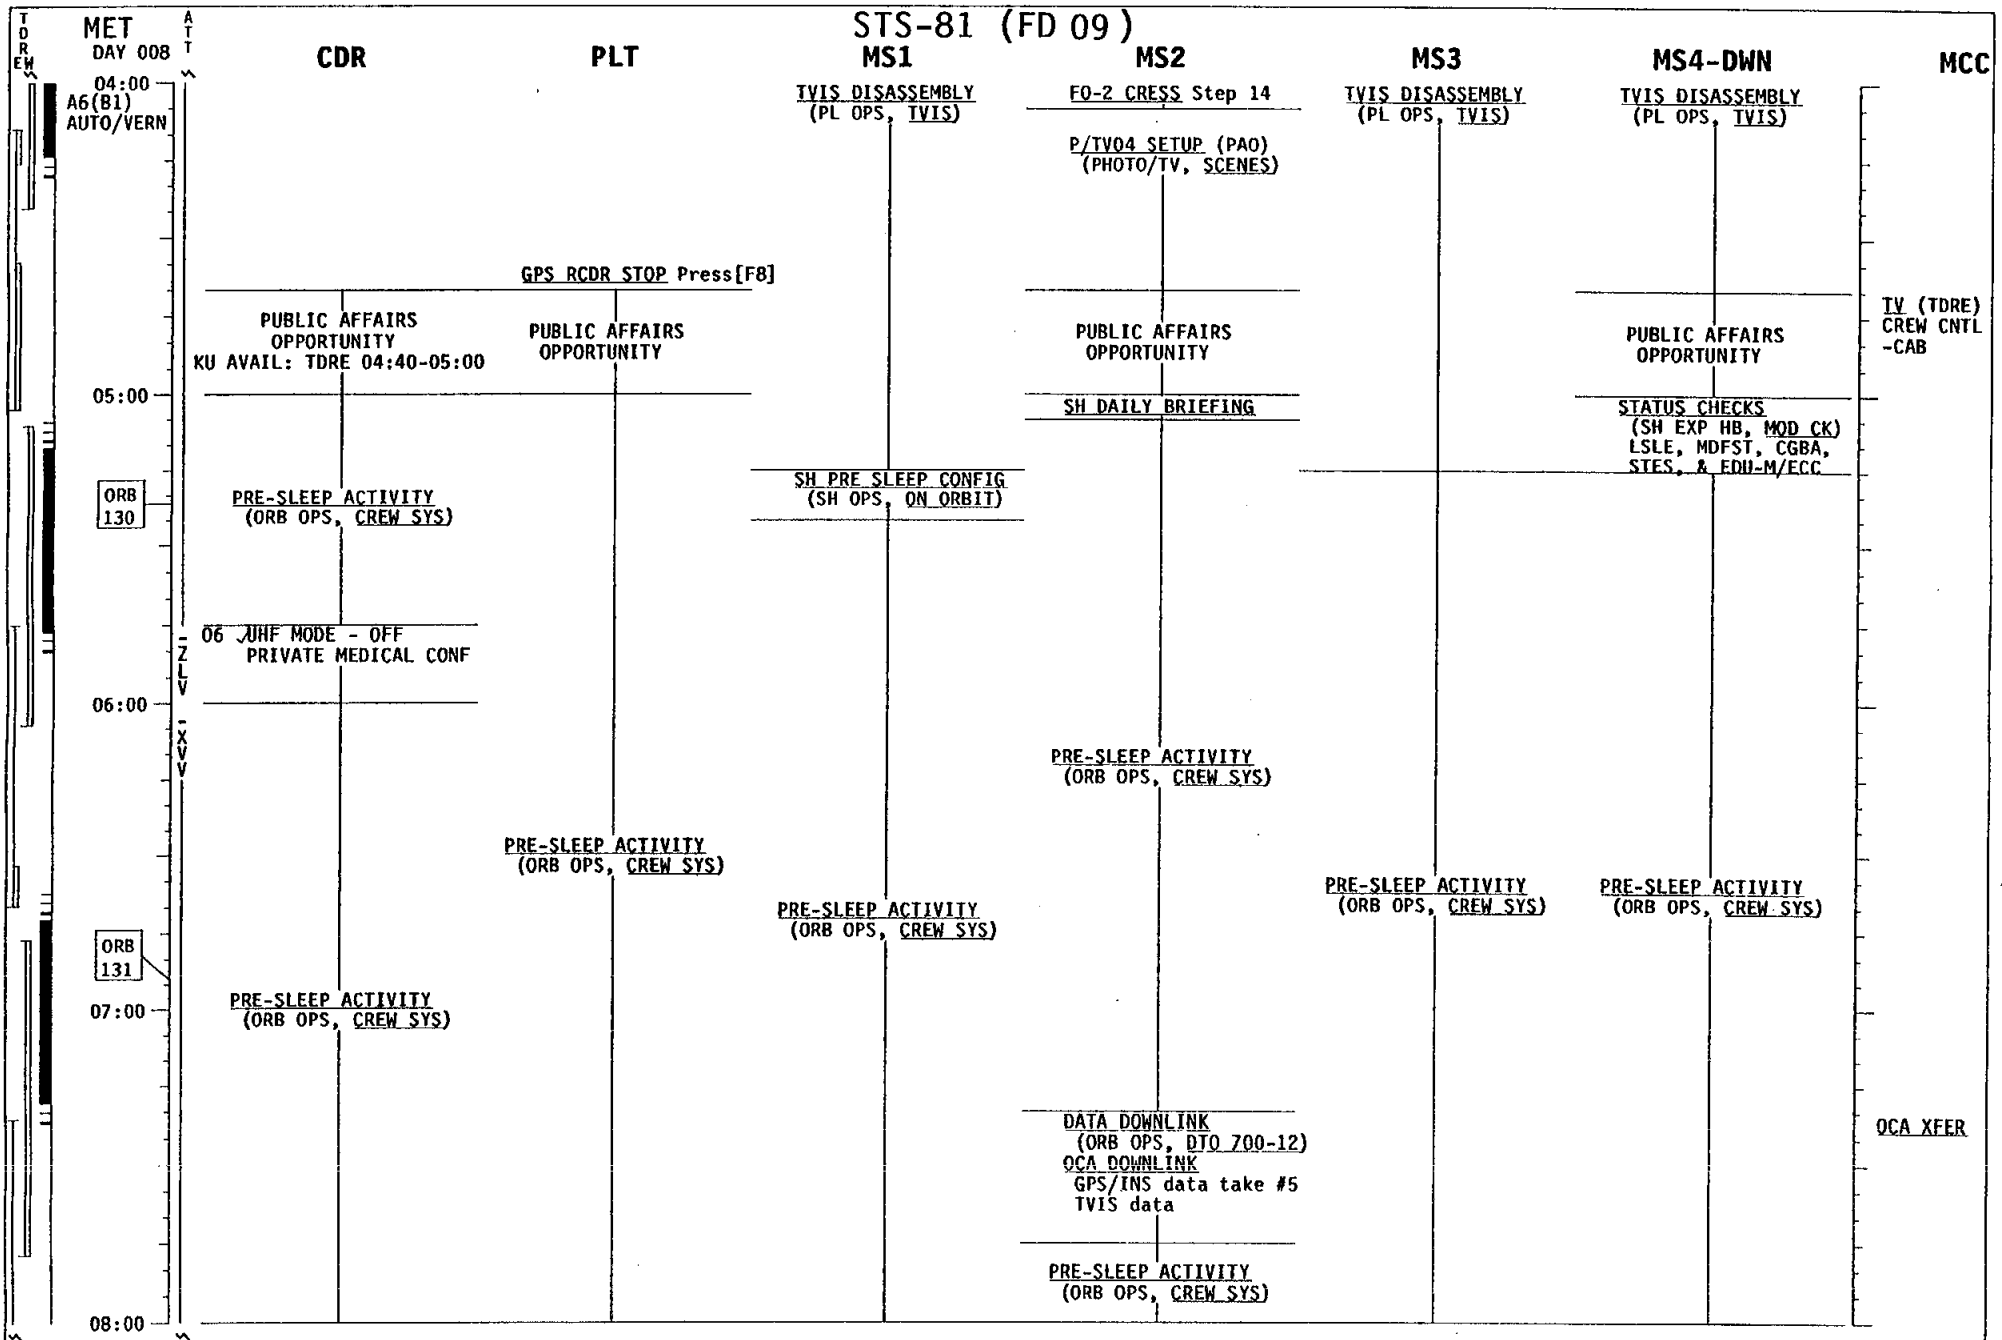 STS-81 (FD 09)
TDRE W
MET
DAY 008
ATT
CDR
PLT
MS1
MS2
MS3
MS4-DWN
MCC
04:00
A6(B1)
AUTO/VERN
TVIS DISASSEMBLY
(PL OPS, TVIS)
FO-2 CRESS Step 14
P/TV04 SETUP (PAO)
(PHOTO/TV, SCENES)
TVIS DISASSEMBLY
(PL OPS, TVIS)
TVIS DISASSEMBLY
(PL OPS, TVIS)
GPS RCDR STOP Press[F8]
PUBLIC AFFAIRS
OPPORTUNITY
KU AVAIL: TDRE 04:40-05:00
PUBLIC AFFAIRS
OPPORTUNITY
PUBLIC AFFAIRS
OPPORTUNITY
PUBLIC AFFAIRS
OPPORTUNITY
TV (TDRE)
CREW CNTL
-CAB
05:00
SH DAILY BRIEFING
STATUS CHECKS
(SH EXP HB, MOD CK)
LSLE, MDFST, CGBA,
STES, & EDU-M/ECC
ORB
130
PRE-SLEEP ACTIVITY
(ORB OPS, CREW SYS)
SH PRE SLEEP CONFIG
(SH OPS, ON ORBIT)
06 √UHF MODE - OFF
PRIVATE MEDICAL CONF
-ZLV
06:00
-XVV
PRE-SLEEP ACTIVITY
(ORB OPS, CREW SYS)
PRE-SLEEP ACTIVITY
(ORB OPS, CREW SYS)
PRE-SLEEP ACTIVITY
(ORB OPS, CREW SYS)
PRE-SLEEP ACTIVITY
(ORB OPS, CREW SYS)
PRE-SLEEP ACTIVITY
(ORB OPS, CREW SYS)
ORB
131
07:00
PRE-SLEEP ACTIVITY
(ORB OPS, CREW SYS)
DATA DOWNLINK
(ORB OPS, DTO 700-12)
OCA DOWNLINK
GPS/INS data take #5
TVIS data
OCA XFER
PRE-SLEEP ACTIVITY
(ORB OPS, CREW SYS)
08:00